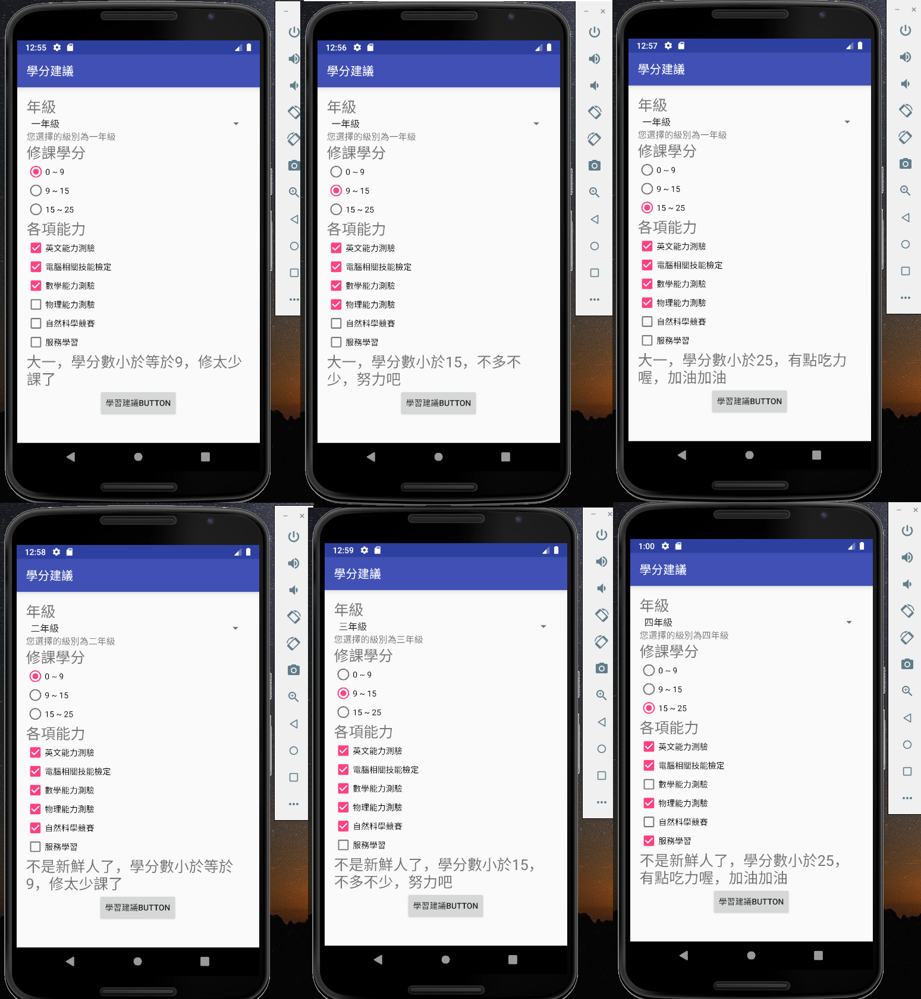 12:55
學分建議
年級
一年級
您選擇的級別為一年級
修課學分
0 ~ 9
9 ~ 15
15 ~ 25
各項能力
英文能力測驗
電腦相關技能檢定
數學能力測驗
物理能力測驗
自然科學競賽
服務學習
大一，學分數小於等於9，修太少
課了
學習建議BUTTON
12:56
學分建議
年級
一年級
您選擇的級別為一年級
修課學分
0 ~ 9
9 ~ 15
15 ~ 25
各項能力
英文能力測驗
電腦相關技能檢定
數學能力測驗
物理能力測驗
自然科學競賽
服務學習
大一，學分數小於15，不多不
少，努力吧
學習建議BUTTON
12:57
學分建議
年級
一年級
您選擇的級別為一年級
修課學分
0 ~ 9
9 ~ 15
15 ~ 25
各項能力
英文能力測驗
電腦相關技能檢定
數學能力測驗
物理能力測驗
自然科學競賽
服務學習
大一，學分數小於25，有點吃力
喔，加油加油
學習建議BUTTON
12:58
學分建議
年級
二年級
您選擇的級別為二年級
修課學分
0 ~ 9
9 ~ 15
15 ~ 25
各項能力
英文能力測驗
電腦相關技能檢定
數學能力測驗
物理能力測驗
自然科學競賽
服務學習
不是新鮮人了，學分數小於等於
9，修太少課了
學習建議BUTTON
12:59
學分建議
年級
三年級
您選擇的級別為三年級
修課學分
0 ~ 9
9 ~ 15
15 ~ 25
各項能力
英文能力測驗
電腦相關技能檢定
數學能力測驗
物理能力測驗
自然科學競賽
服務學習
不是新鮮人了，學分數小於15，
不多不少，努力吧
學習建議BUTTON
1:00
學分建議
年級
四年級
您選擇的級別為四年級
修課學分
0 ~ 9
9 ~ 15
15 ~ 25
各項能力
英文能力測驗
電腦相關技能檢定
數學能力測驗
物理能力測驗
自然科學競賽
服務學習
不是新鮮人了，學分數小於25，
有點吃力喔，加油加油
學習建議BUTTON